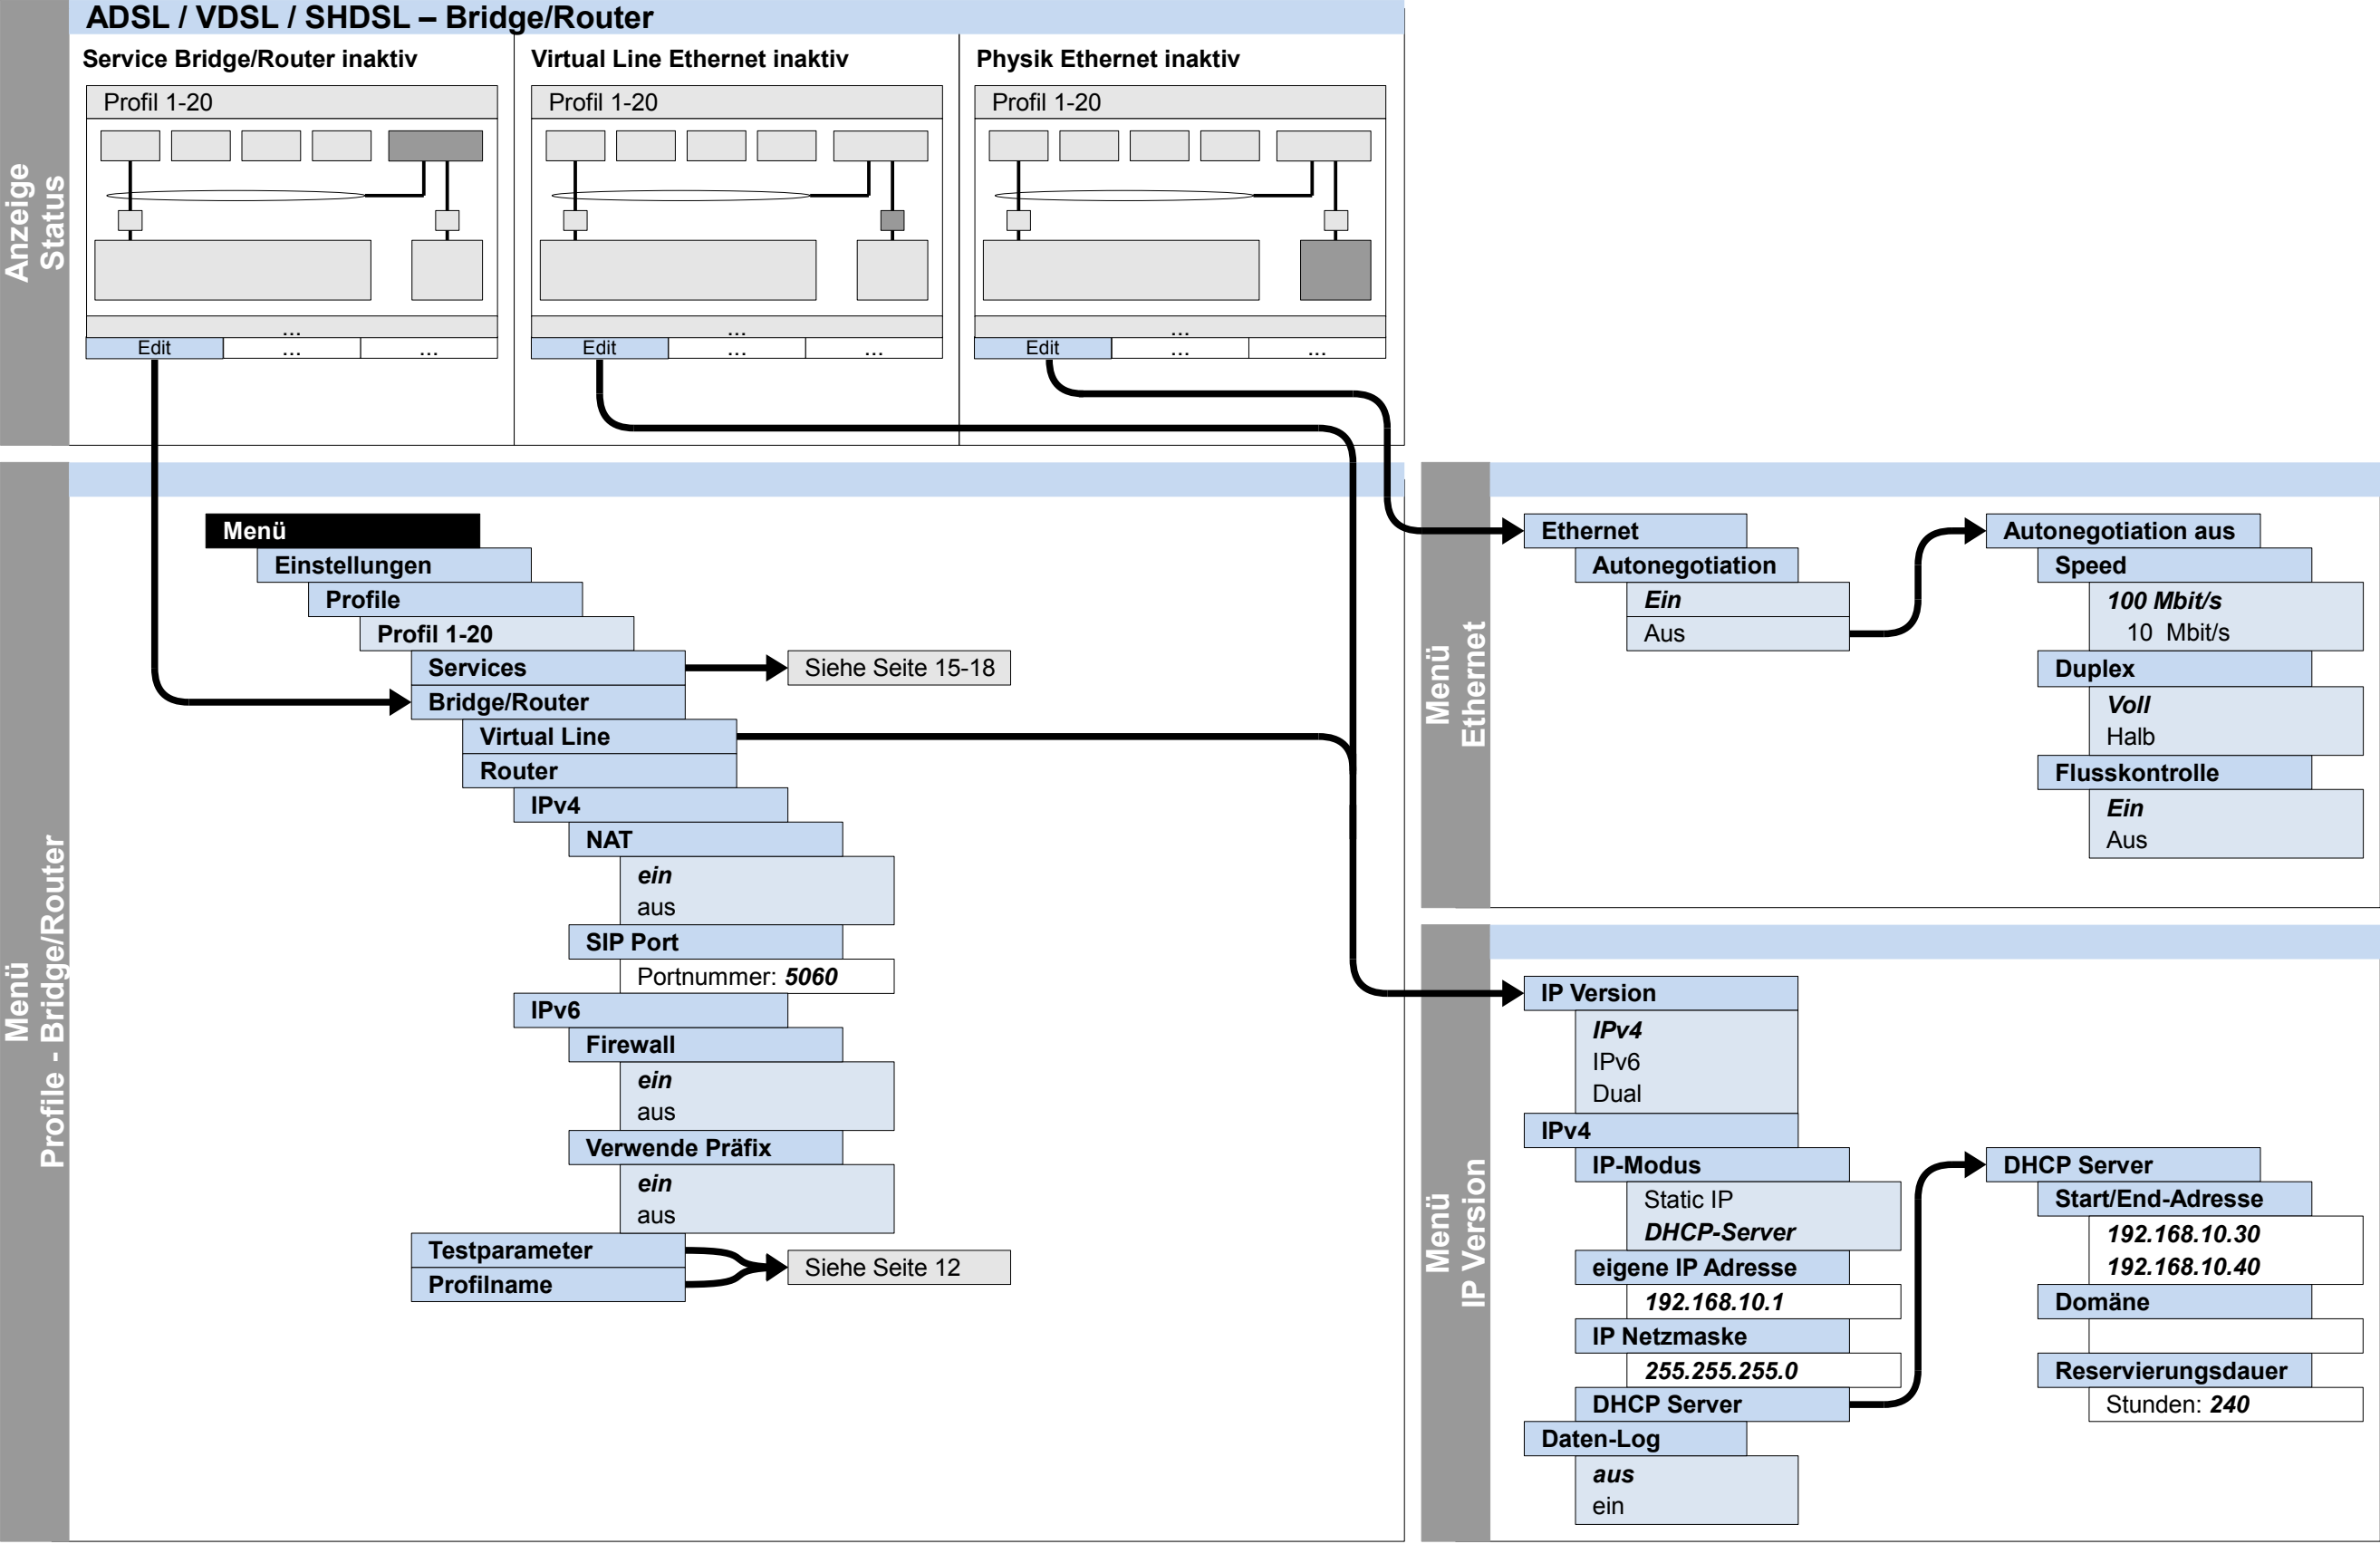 ADSL / VDSL / SHDSL – Bridge/Router
Anzeige
Status
Service Bridge/Router inaktiv
Profil 1-20
...
Edit
...
...
Virtual Line Ethernet inaktiv
Profil 1-20
...
Edit
...
...
Physik Ethernet inaktiv
Profil 1-20
...
Edit
...
...
Menü
Profile - Bridge/Router
Menü
Einstellungen
Profile
Profil 1-20
Services
Siehe Seite 15-18
Bridge/Router
Virtual Line
Router
IPv4
NAT
ein
aus
SIP Port
Portnummer: 5060
IPv6
Firewall
ein
aus
Verwende Präfix
ein
aus
Testparameter
Profilname
Siehe Seite 12
Menü
Ethernet
Ethernet
Autonegotiation
Ein
Aus
Autonegotiation aus
Speed
100 Mbit/s
10 Mbit/s
Duplex
Voll
Halb
Flusskontrolle
Ein
Aus
Menü
IP Version
IP Version
IPv4
IPv6
Dual
IPv4
IP-Modus
Static IP
DHCP-Server
eigene IP Adresse
192.168.10.1
IP Netzmaske
255.255.255.0
DHCP Server
Daten-Log
aus
ein
DHCP Server
Start/End-Adresse
192.168.10.30
192.168.10.40
Domäne
Reservierungsdauer
Stunden: 240